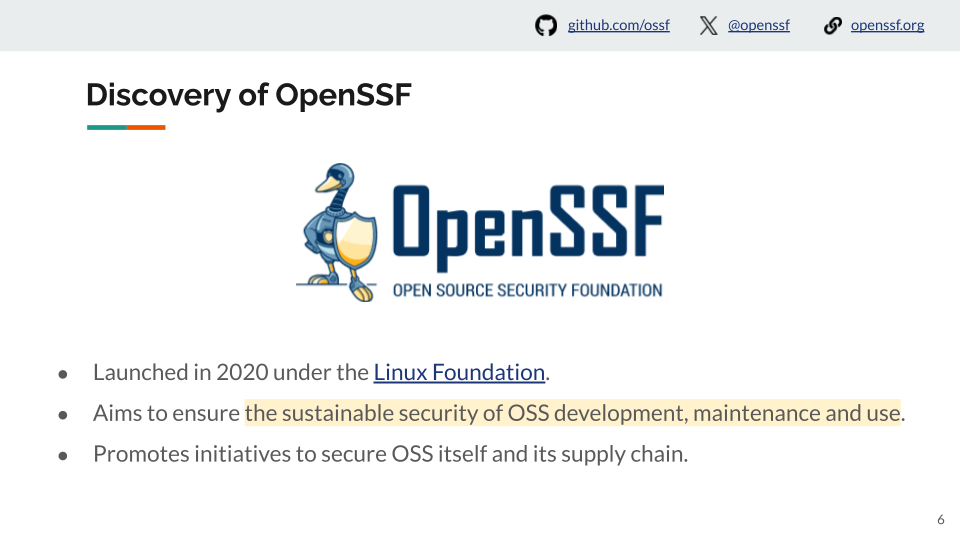 github.com/ossf @openssf openssf.org
Discovery of OpenSSF
OpenSSF
OPEN SOURCE SECURITY FOUNDATION
● Launched in 2020 under the Linux Foundation.
● Aims to ensure the sustainable security of OSS development, maintenance and use.
● Promotes initiatives to secure OSS itself and its supply chain.
6